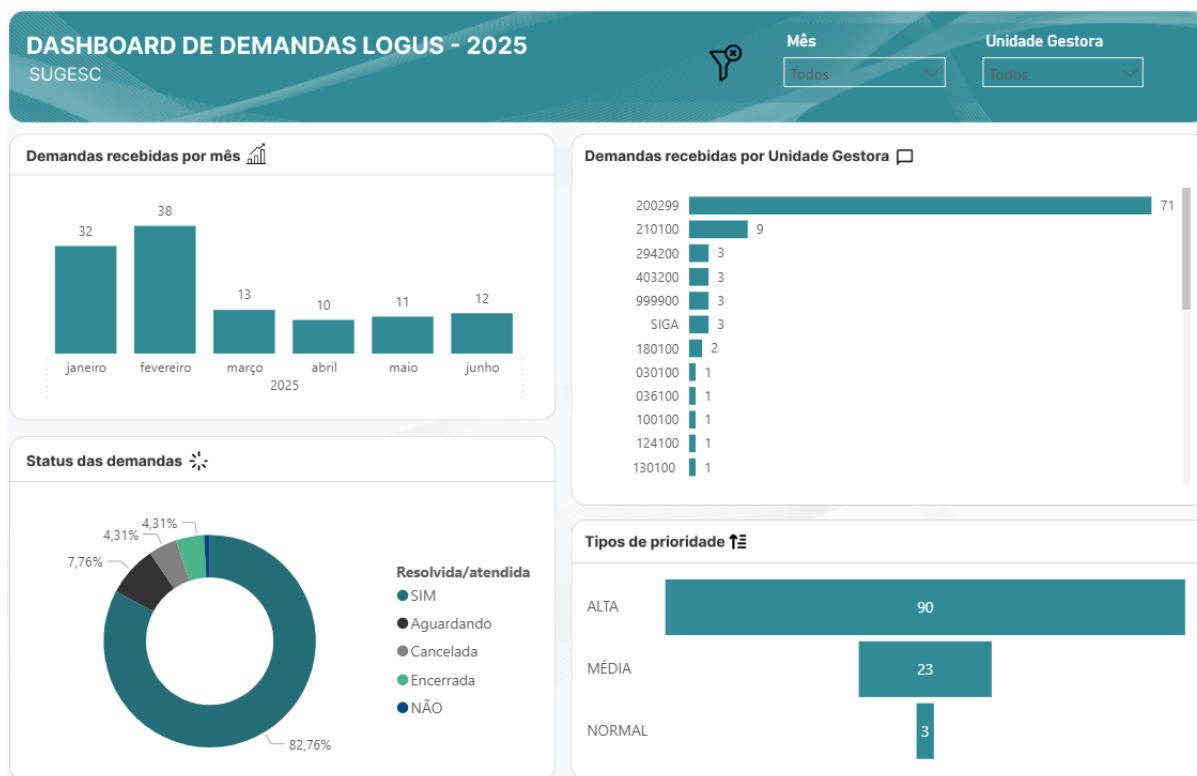 DASHBOARD DE DEMANDAS LOGUS - 2025
SUGESC
Mês
Todos
Unidade Gestora
Todos
Demandas recebidas por mês
32
38
13
10
11
12
janeiro
fevereiro
março
abril
maio
junho
2025
Demandas recebidas por Unidade Gestora
200299 71
210100 9
294200 3
403200 3
999900 3
SIGA 3
180100 2
030100 1
036100 1
100100 1
124100 1
130100 1
Status das demandas
4,31%
4,31%
7,76%
82,76%
Resolvida/atendida
SIM
Aguardando
Cancelada
Encerrada
NÃO
Tipos de prioridade
ALTA 90
MÉDIA 23
NORMAL 3